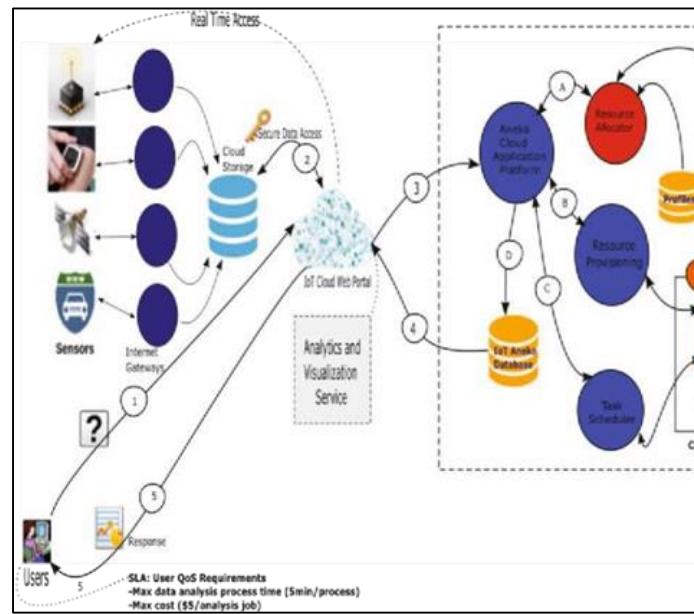 Real Time Access
Secure Data Access
Cloud
Storage
2
IoT Cloud Web Portal
3
4
Analytics and
Visualization
Service
SENSORS
Sensors
Internet
Gateways
1
?
5
Response
Users
5
SLA: User QoS Requirements
-Max data analysis process time (5min/process)
-Max cost ($5/analysis job)
Aneka
Cloud
Application
Platform
A
Resource
Allocator
B
Resource
Provisioning
C
D
IoT Aneka
Database
Task
Scheduler
Profiles
C